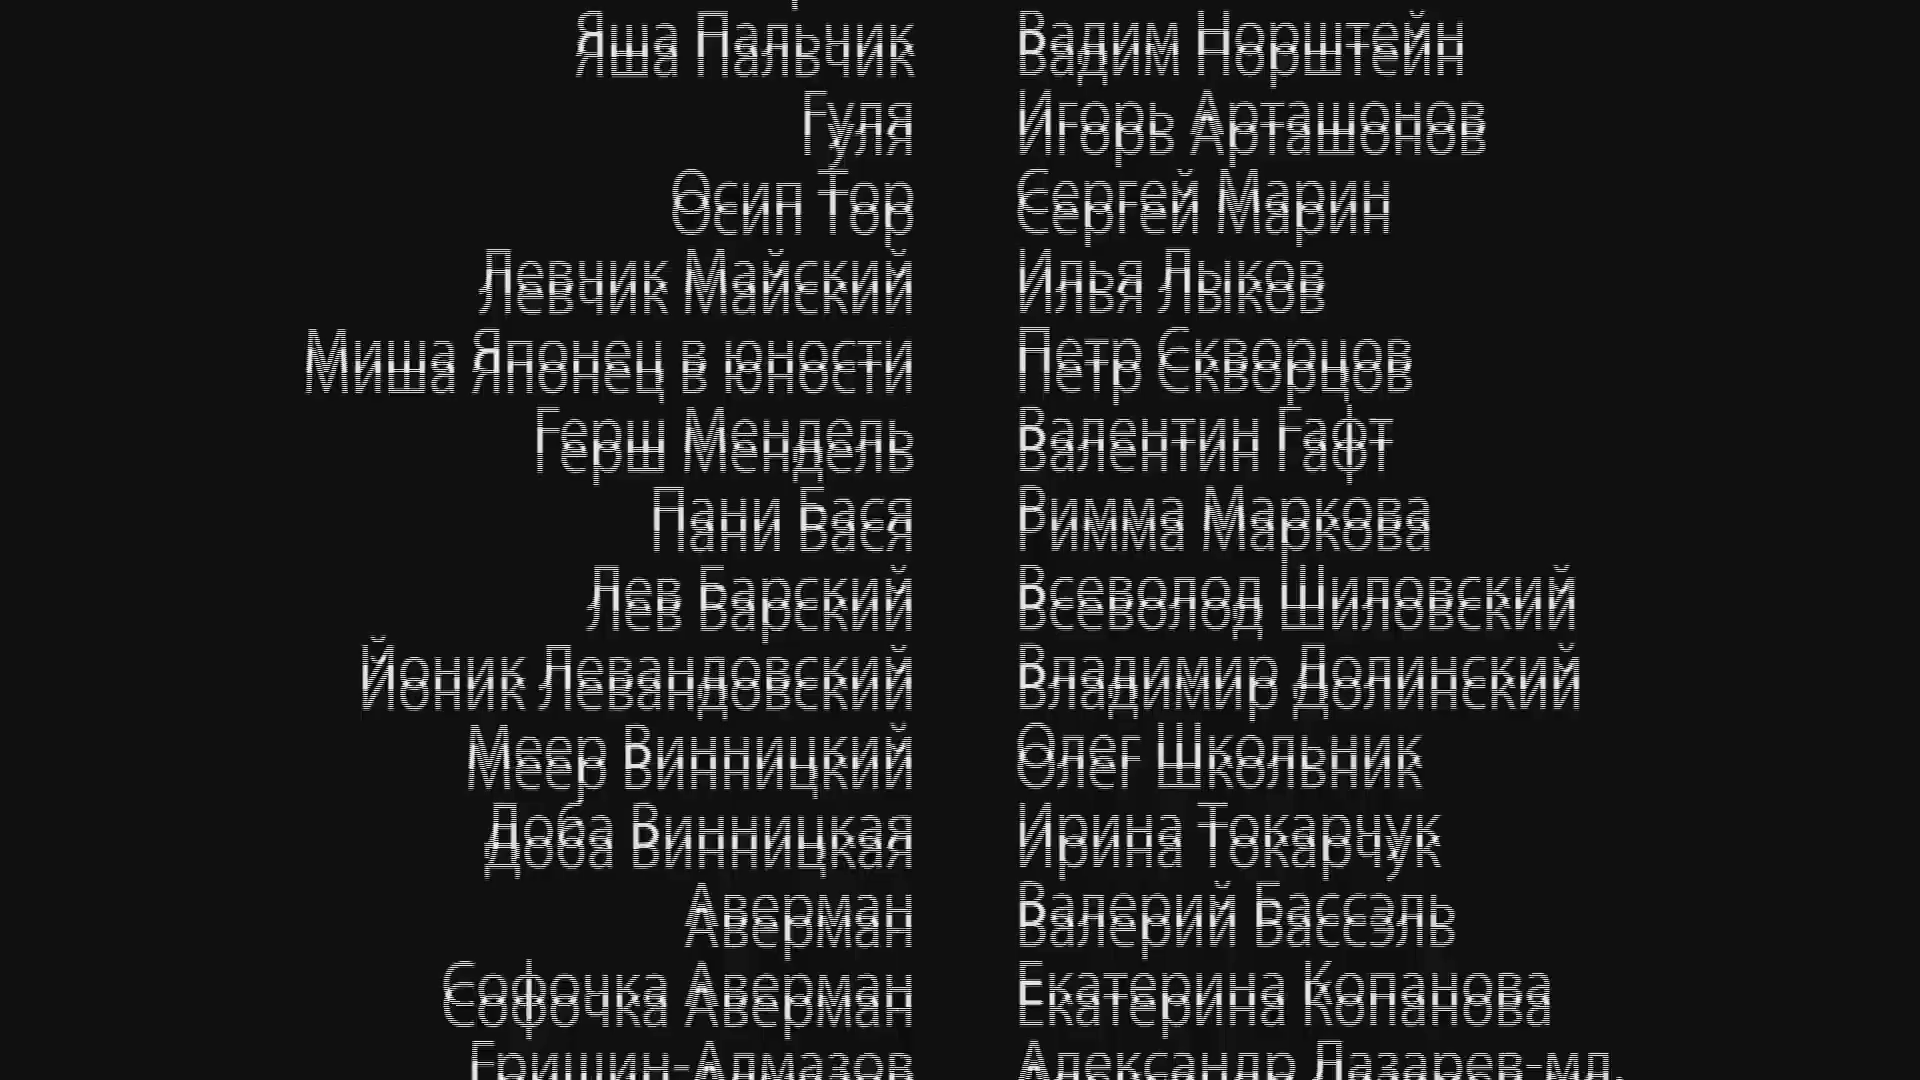 Яша Пальчик Вадим Норштейн
Гуля Игорь Арташонов
Осип Тор Сергей Марин
Левчик Майский Илья Лыков
Миша Японец в юности Петр Скворцов
Герш Мендель Валентин Гафт
Пани Бася Римма Маркова
Лев Барский Всеволод Шиловский
Йоник Левандовский Владимир Долинский
Меер Винницкий Олег Школьник
Доба Винницкая Ирина Токарчук
Аверман Валерий Бассэль
Софочка Аверман Екатерина Копанова
Гришин-Алмазов Александр Лазарев-мл.